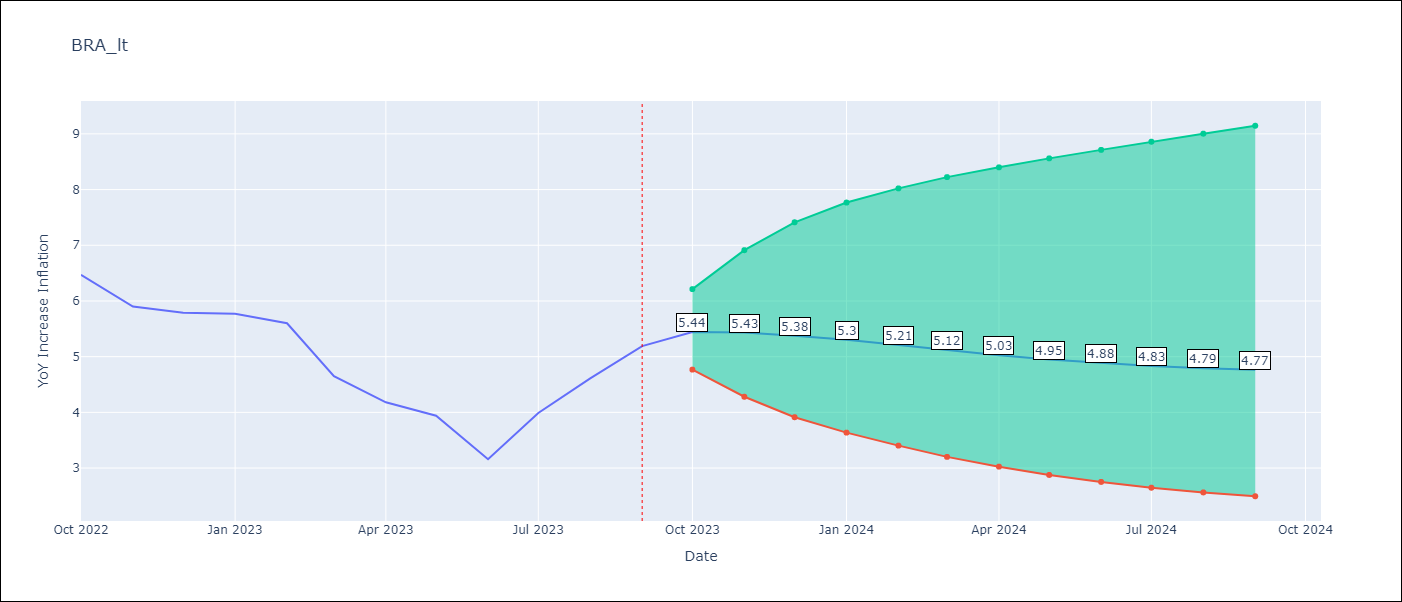 BRA_lt
YoY Increase Inflation
9
8
7
6
5
4
3
5.44
5.43
5.38
5.3
5.21
5.12
5.03
4.95
4.88
4.83
4.79
4.77
Oct 2022
Jan 2023
Apr 2023
Jul 2023
Oct 2023
Jan 2024
Apr 2024
Jul 2024
Oct 2024
Date